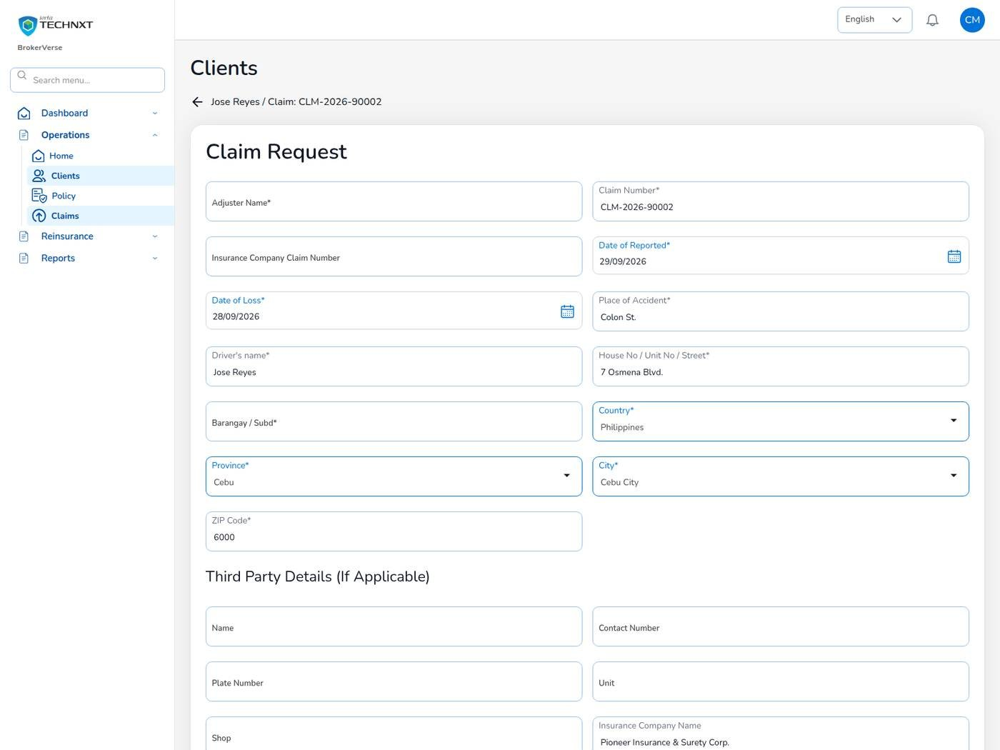 ierta
TECHNXT
BrokerVerse
Search menu...
Dashboard
Operations
Home
Clients
Policy
Claims
Reinsurance
Reports
English
CM
Clients
Jose Reyes / Claim: CLM-2026-90002
Claim Request
Adjuster Name*
Claim Number*
CLM-2026-90002
Insurance Company Claim Number
Date of Reported*
29/09/2026
Date of Loss*
28/09/2026
Place of Accident*
Colon St.
Driver's name*
Jose Reyes
House No / Unit No / Street*
7 Osmena Blvd.
Barangay / Subd*
Country*
Philippines
Province*
Cebu
City*
Cebu City
ZIP Code*
6000
Third Party Details (If Applicable)
Name
Contact Number
Plate Number
Unit
Shop
Insurance Company Name
Pioneer Insurance & Surety Corp.